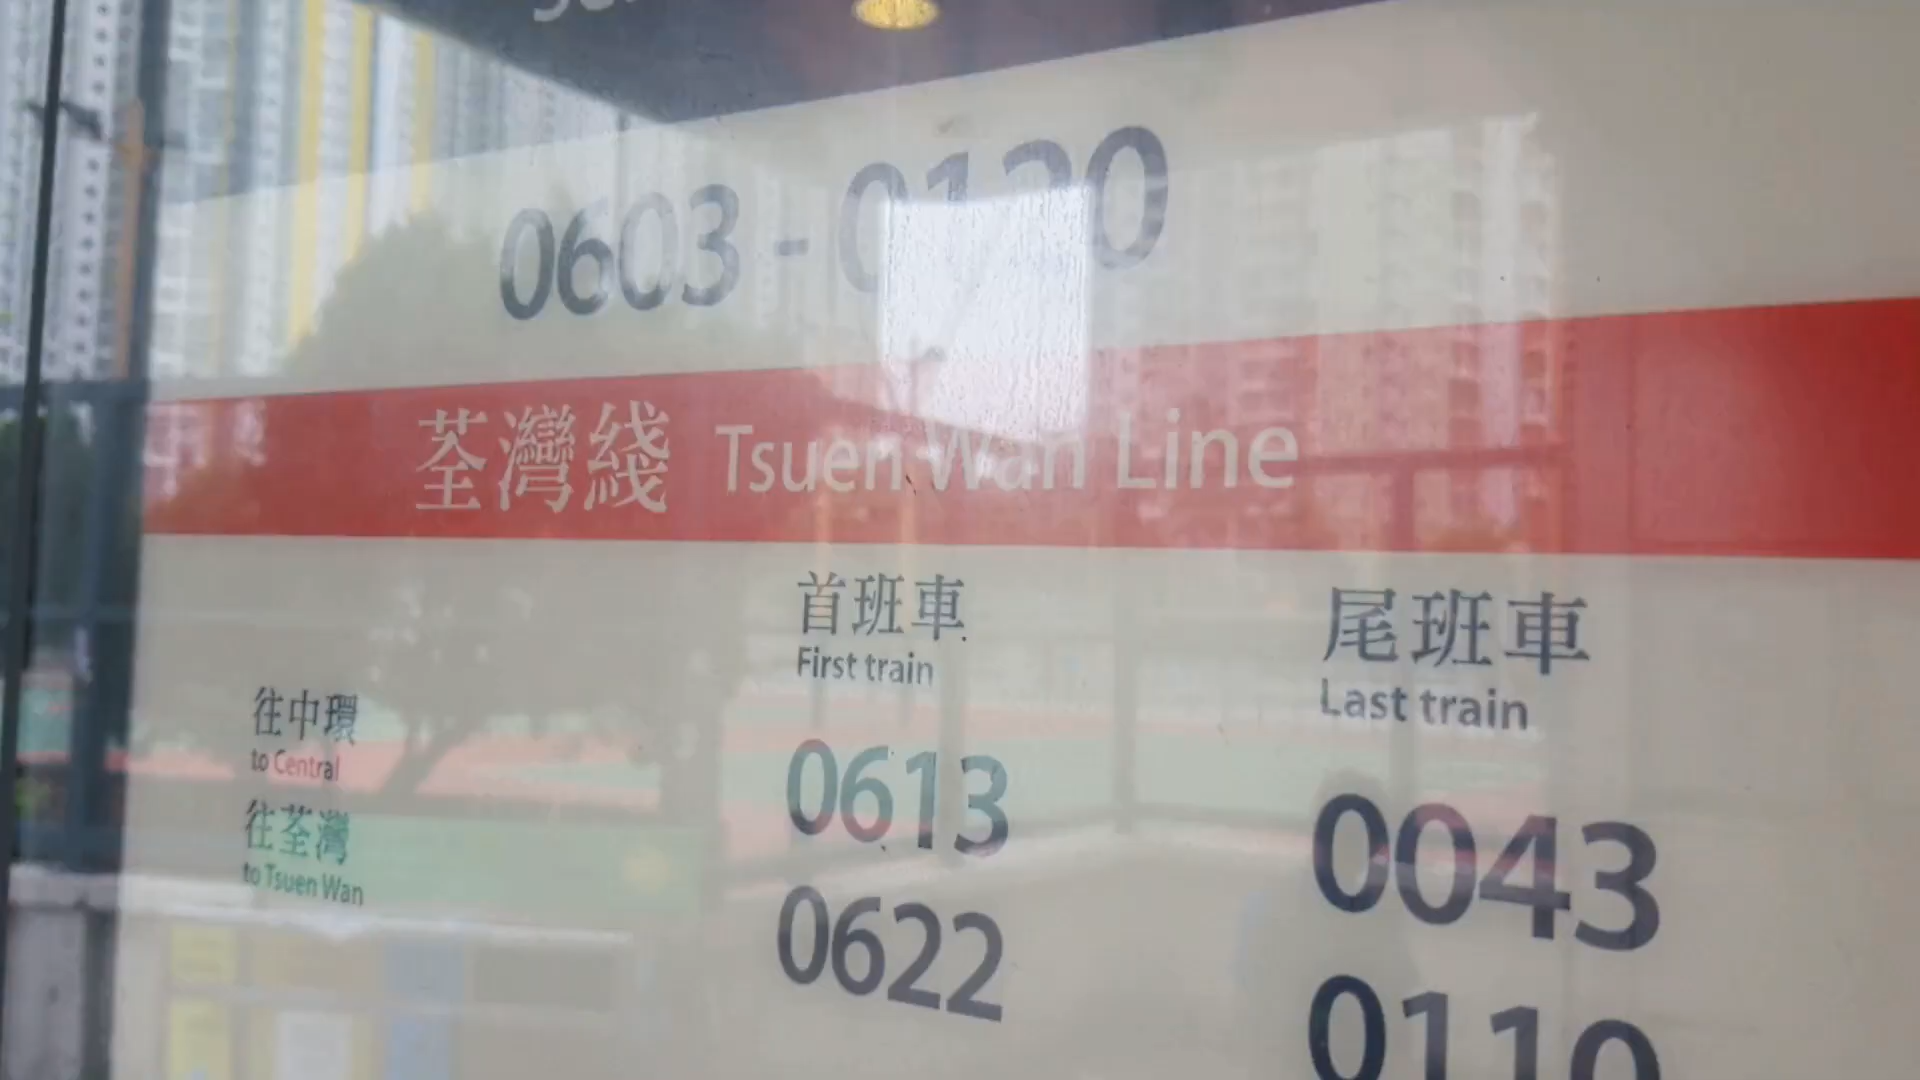 0603 - 0120
荃灣綫 Tsuen Wan Line
首班車 尾班車
First train Last train
往中環
to Central
0613 0043
往荃灣
to Tsuen Wan
0622 0110